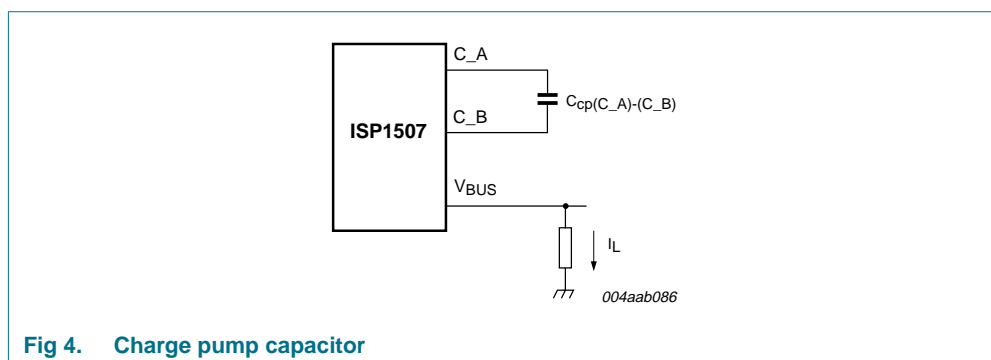 C_A
Ccp(C_A)-(C_B)
C_B
ISP1507
VBUS
IL
004aab086
Fig 4. Charge pump capacitor